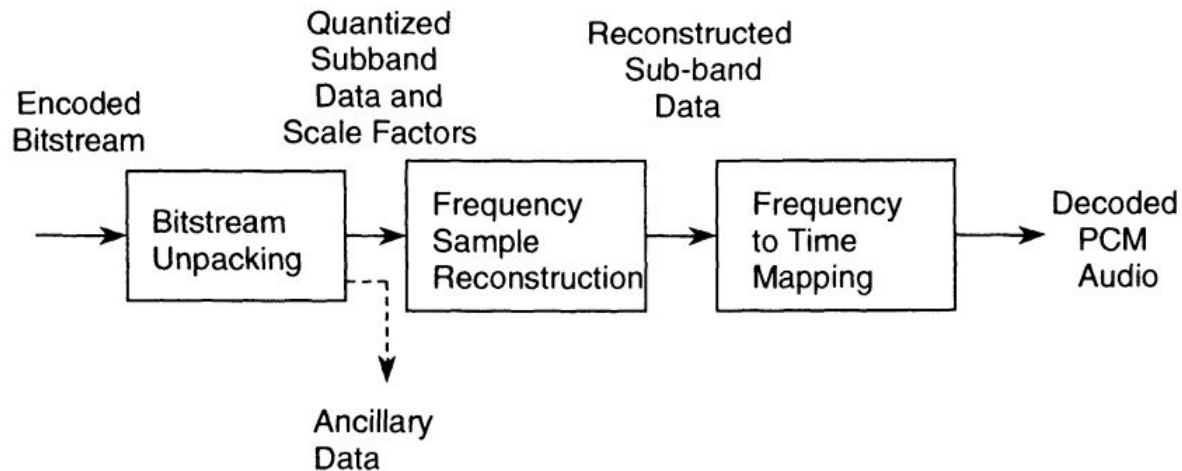 Encoded
Bitstream
Quantized
Subband
Data and
Scale Factors
Reconstructed
Sub-band
Data
Bitstream
Unpacking
Frequency
Sample
Reconstruction
Frequency
to Time
Mapping
Decoded
PCM
Audio
Ancillary
Data